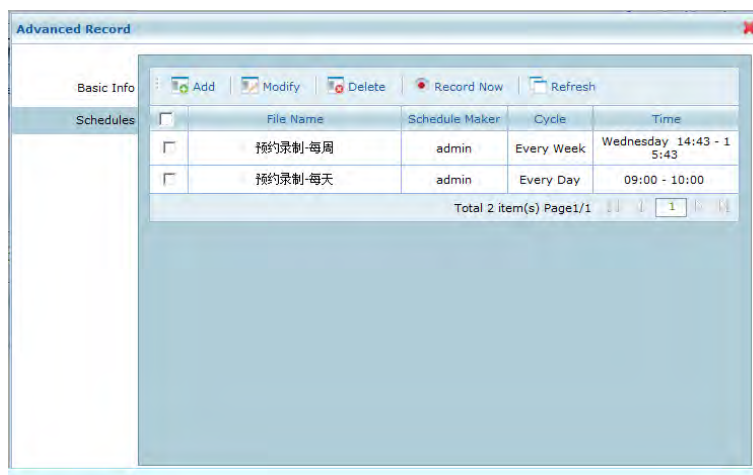 Advanced Record
Basic Info
Schedules
Add Modify Delete Record Now Refresh
File Name Schedule Maker Cycle Time
预约录制-每周 admin Every Week Wednesday 14:43 - 1
5:43
预约录制-每天 admin Every Day 09:00 - 10:00
Total 2 item(s) Page1/1 1